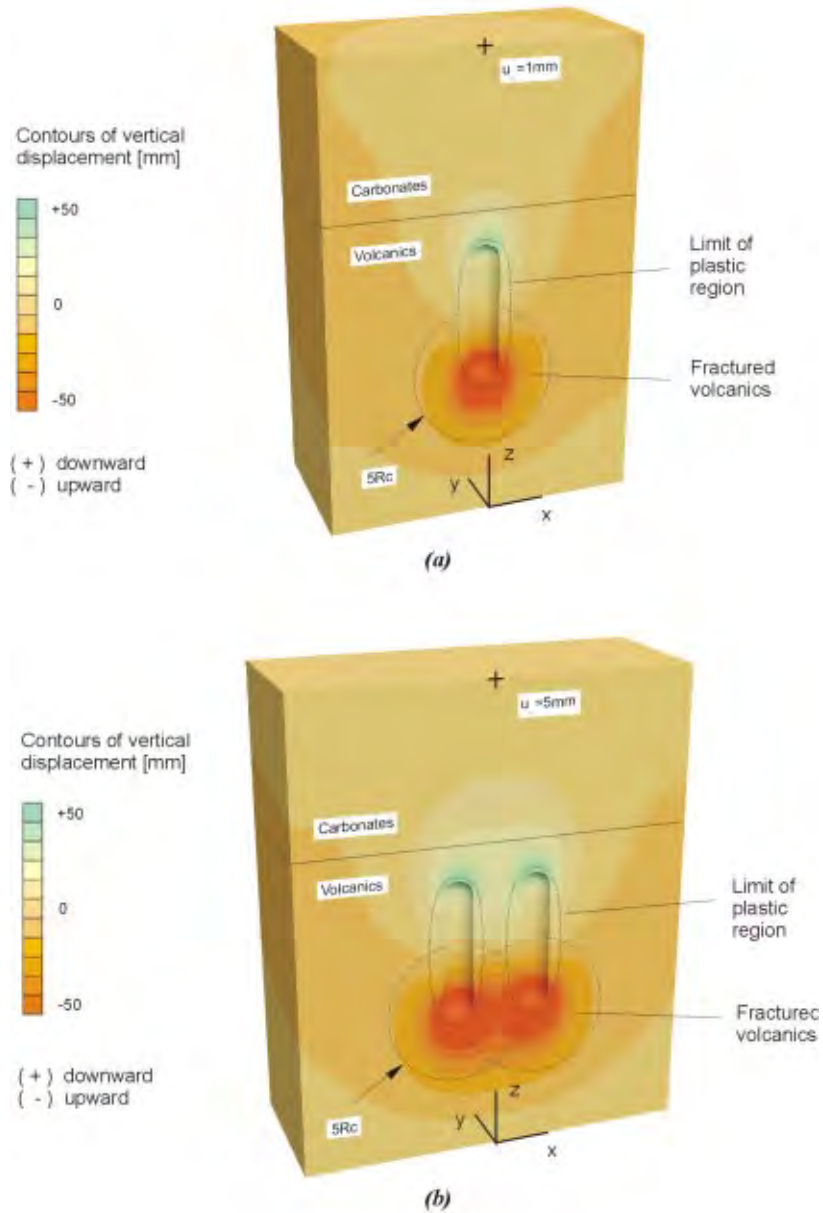 u =1mm
Contours of vertical
displacement [mm]
+50
0
-50
(+) downward
(-) upward
Carbonates
Volcanics
Limit of
plastic
region
Fractured
volcanics
5Rc
z
y
x
(a)
u =5mm
Contours of vertical
displacement [mm]
+50
0
-50
(+) downward
(-) upward
Carbonates
Volcanics
Limit of
plastic
region
Fractured
volcanics
5Rc
z
y
x
(b)